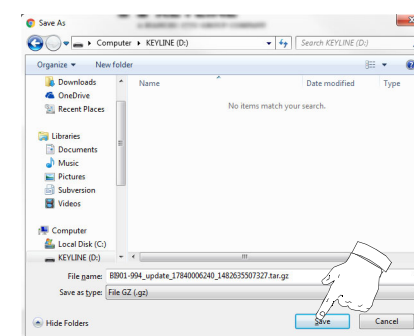 Save As
Computer ▸ KEYLINE (D:)
Search KEYLINE (D:)
Organize
New folder
Name
Date modified
Type
No items match your search.
Downloads
OneDrive
Recent Places
Libraries
Documents
Music
Pictures
Subversion
Videos
Computer
Local Disk (C:)
KEYLINE (D:)
File name: BI901-994_update_17840006240_1482635507327.tar.gz
Save as type: File GZ (.gz)
Hide Folders
Save
Cancel